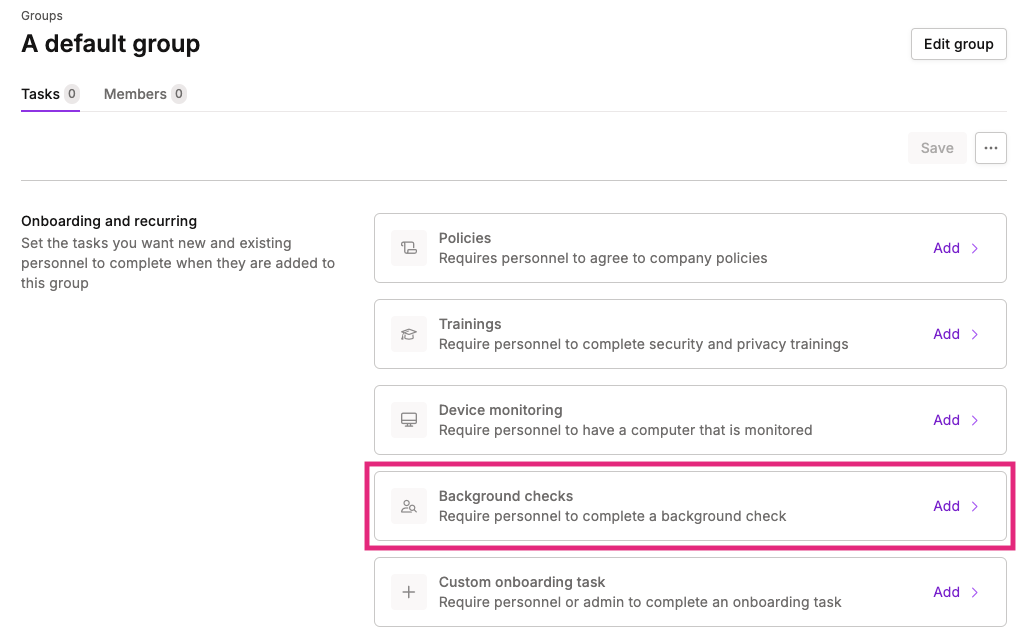 Groups
A default group
Edit group
Tasks 0
Members 0
Save
Onboarding and recurring
Set the tasks you want new and existing
personnel to complete when they are added to
this group
Policies
Requires personnel to agree to company policies
Add
Trainings
Require personnel to complete security and privacy trainings
Add
Device monitoring
Require personnel to have a computer that is monitored
Add
Background checks
Require personnel to complete a background check
Add
Custom onboarding task
Require personnel or admin to complete an onboarding task
Add